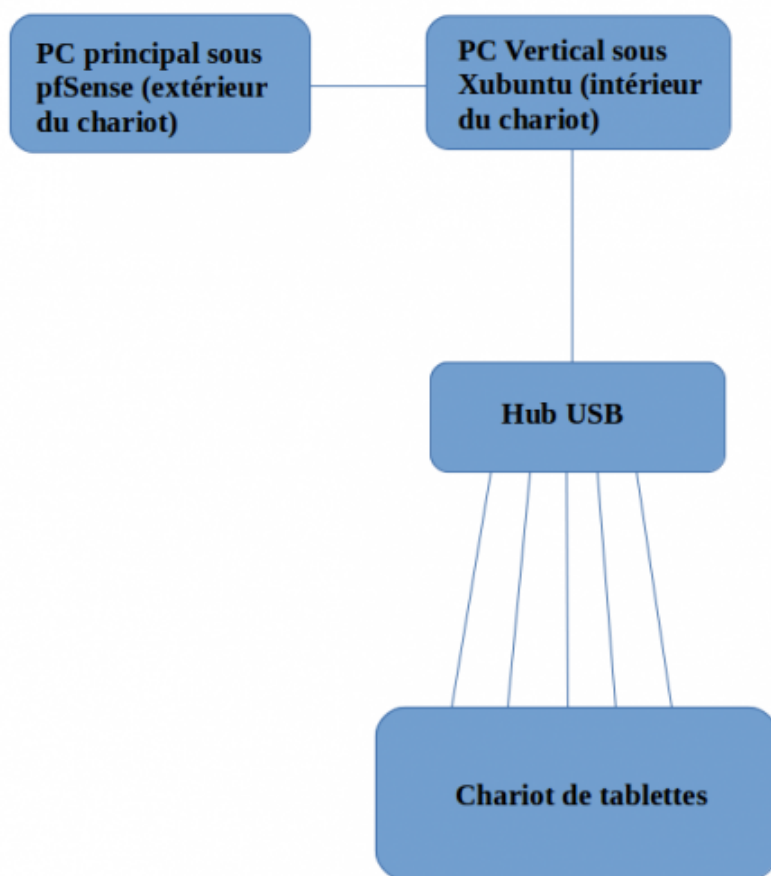 PC principal sous
pfSense (extérieur
du chariot)
PC Vertical sous
Xubuntu (intérieur
du chariot)
Hub USB
Chariot de tablettes